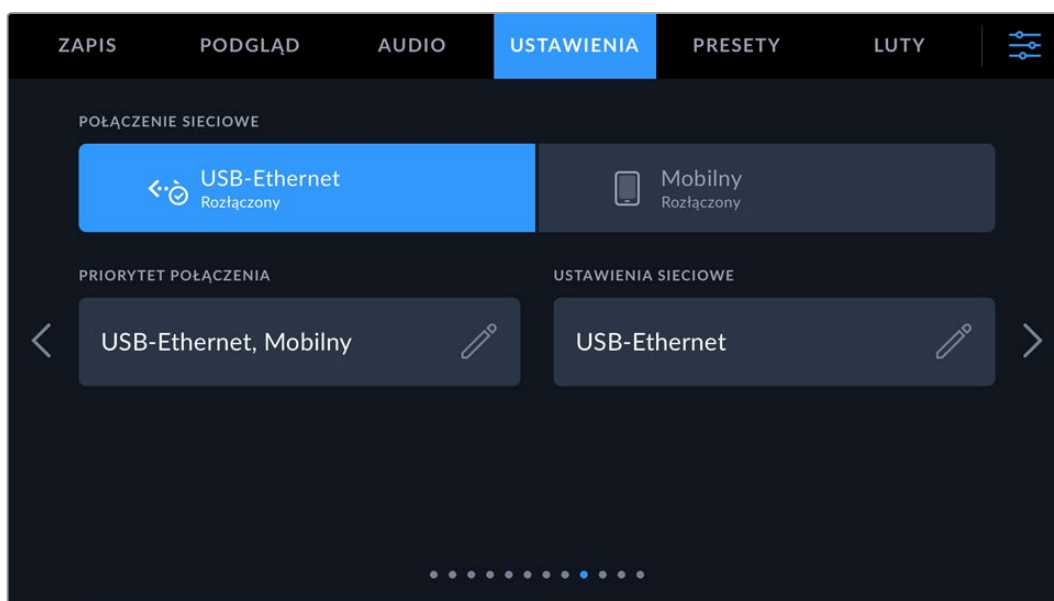 ZAPIS PODGLĄD AUDIO USTAWIENIA PRESETY LUTY
POŁĄCZENIE SIECIOWE
USB-Ethernet Mobilny
Rozłączony Rozłączony
PRIORYTET POŁĄCZENIA USTAWIENIA SIECIOWE
USB-Ethernet, Mobilny USB-Ethernet